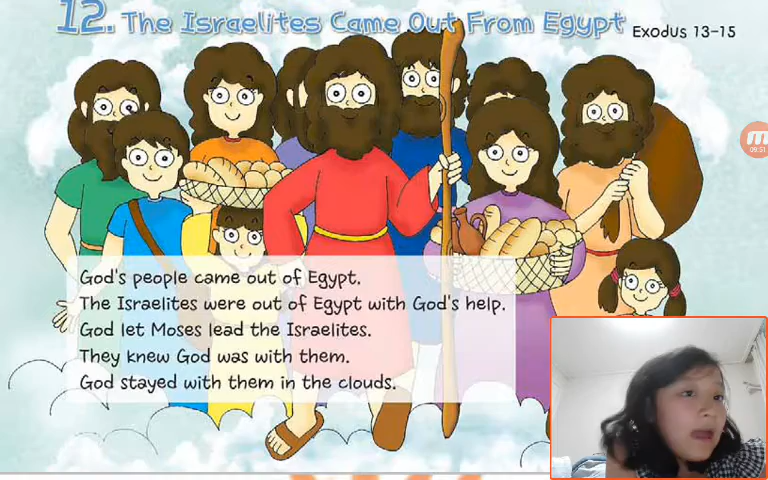 12. The Israelites Came Out From Egypt Exodus 13-15
M
09:51
God's people came out of Egypt.
The Israelites were out of Egypt with God's help.
God let Moses lead the Israelites.
They knew God was with them.
God stayed with them in the clouds.